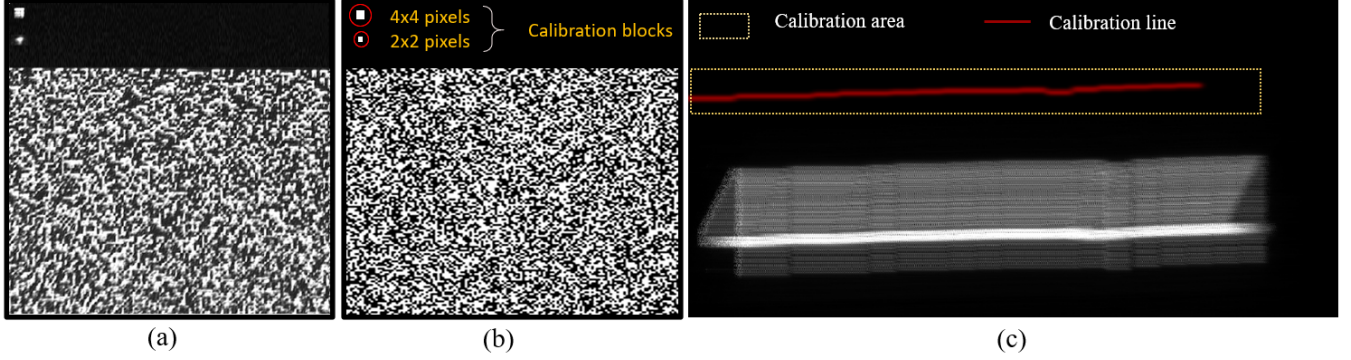 4x4 pixels
2x2 pixels
Calibration blocks
Calibration area
Calibration line
(a)
(b)
(c)